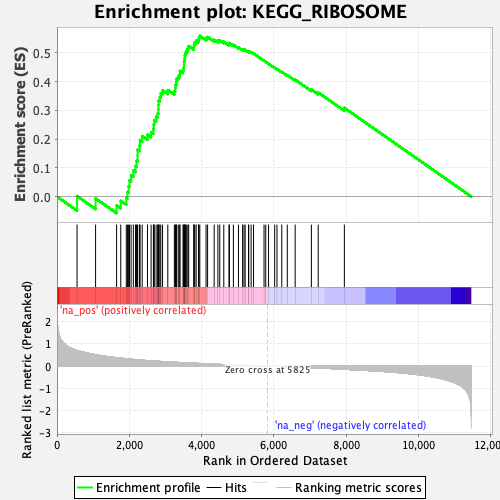 Enrichment plot: KEGG_RIBOSOME
Enrichment score (ES)
0.5
0.4
0.3
0.2
0.1
0.0
'na_pos' (positively correlated)
Ranked list metric (PreRanked)
2
1
0
-1
-2
-3
Zero cross at 5825
'na_neg' (negatively correlated)
0
2,000
4,000
6,000
8,000
10,000
12,000
Rank in Ordered Dataset
Enrichment profile
Hits
Ranking metric scores